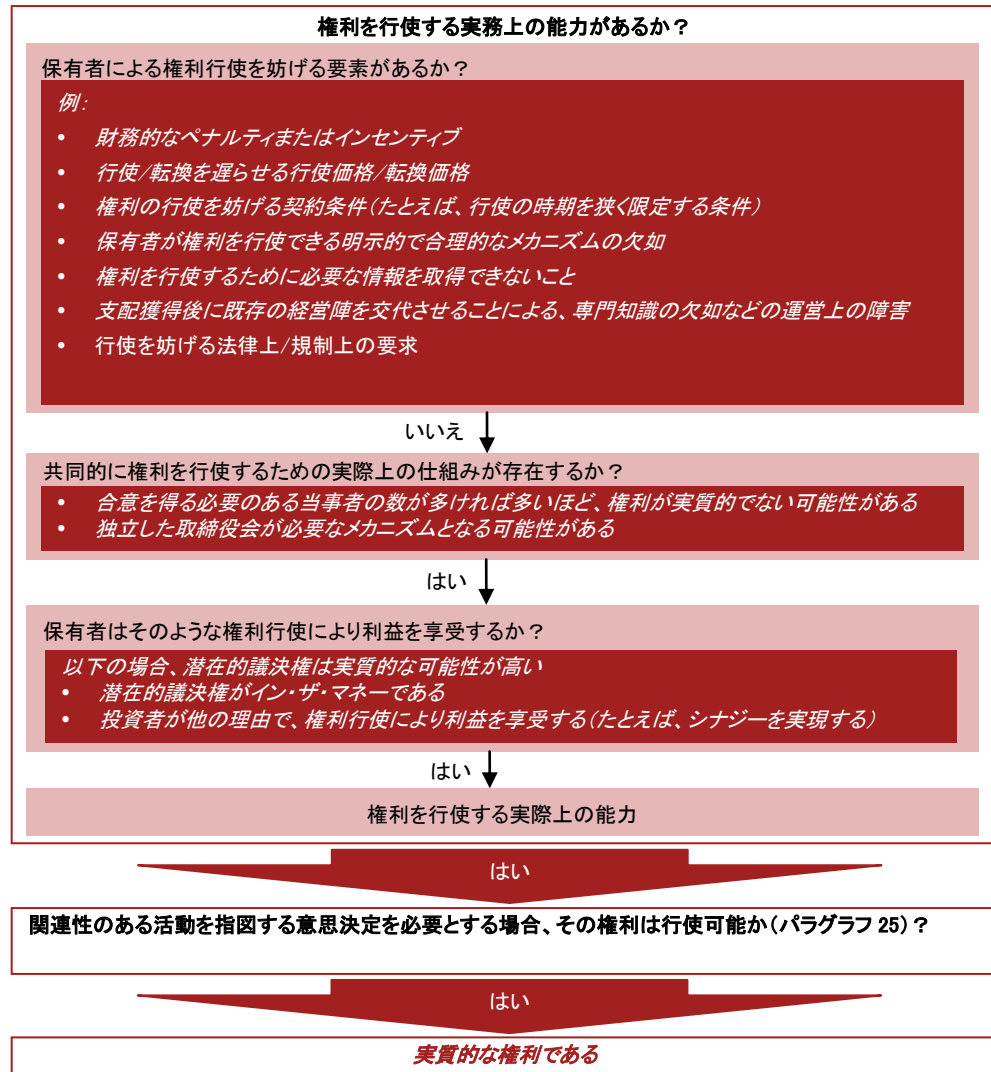 権利を行使する実務上の能力があるか？
保有者による権利行使を妨げる要素があるか？
例：
• 財務的なペナルティまたはインセンティブ
• 行使/転換を遅らせる行使価格/転換価格
• 権利の行使を妨げる契約条件（たとえば、行使の時期を狭く限定する条件）
• 保有者が権利を行使できる明示的で合理的なメカニズムの欠如
• 権利を行使するために必要な情報を取得できないこと
• 支配獲得後に既存の経営陣を交代させることによる、専門知識の欠如などの運営上の障害
• 行使を妨げる法律上/規制上の要求
いいえ
共同的に権利を行使するための実際上の仕組みが存在するか？
• 合意を得る必要のある当事者の数が多ければ多いほど、権利が実質的でない可能性がある
• 独立した取締役会が必要なメカニズムとなる可能性がある
はい
保有者はそのような権利行使により利益を享受するか？
以下の場合、潜在的議決権は実質的な可能性が高い
• 潜在的議決権がイン・ザ・マネーである
• 投資者が他の理由で、権利行使により利益を享受する（たとえば、シナジーを実現する）
はい
権利を行使する実際上の能力
はい
関連性のある活動を指図する意思決定を必要とする場合、その権利は行使可能か（パラグラフ 25）？
はい
実質的な権利である